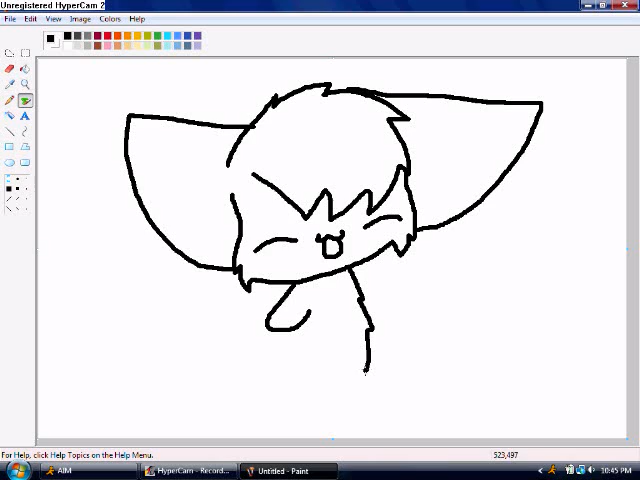 Unregistered HyperCam 2
File Edit View Image Colors Help
For Help, click Help Topics on the Help Menu.
523,497
AIM
HyperCam - Record...
Untitled - Paint
10:45 PM